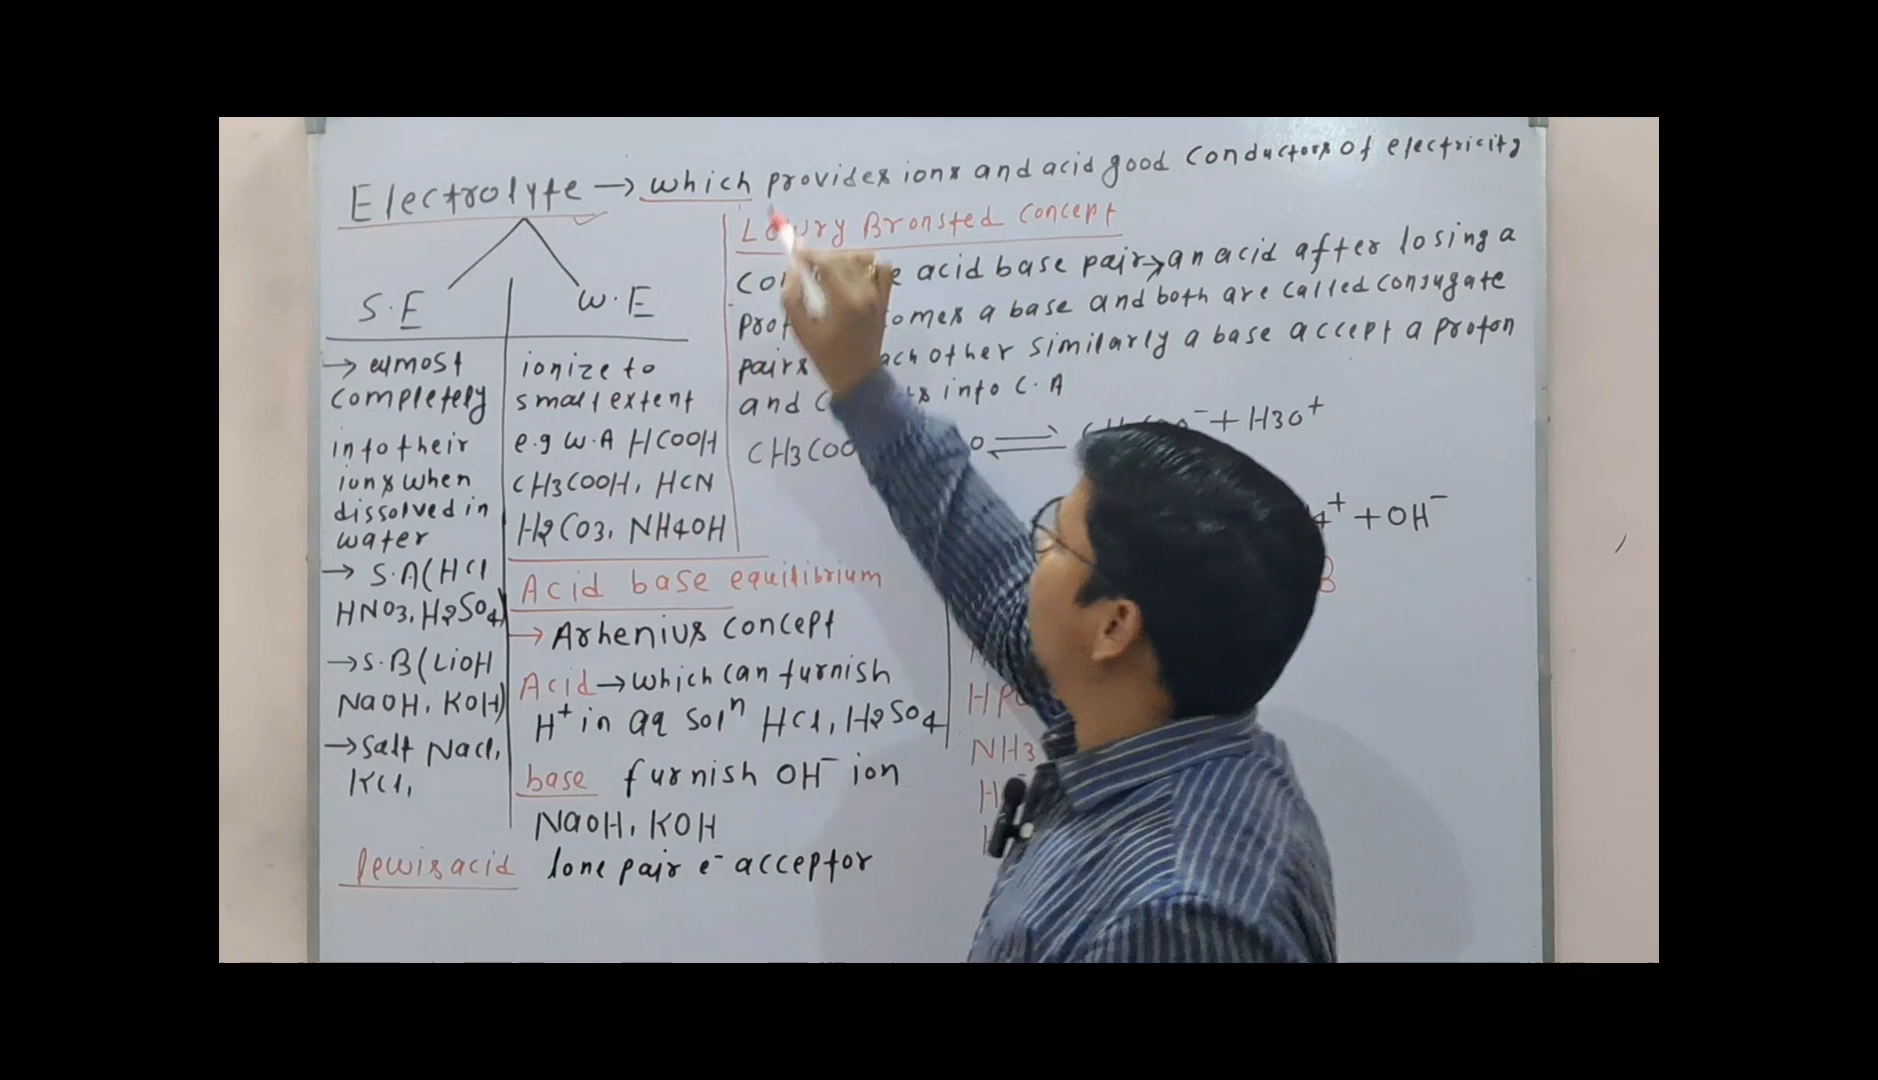 Electrolyte → which provides ions and acid good conductors of electricity
S.E
W.E
→ almost
completely
into their
ions when
dissolved in
water
→ S.A (HCl
HNO3, H2SO4)
→ S.B (LiOH
NaOH, KOH)
→ Salt NaCl,
KCl,
ionize to
small extent
e.g W.A HCOOH
CH3COOH, HCN
H2CO3, NH4OH
Lowry Bronsted Concept
acid base pair → an acid after losing a
a base and both are called conjugate
pairs other similarly a base accept a proton
and into C.A
⇌ + H3O+
+ OH-
B
Acid base equilibrium
→ Arhenius concept
Acid → which can furnish
H+ in aq soln HCl, H2SO4
base furnish OH- ion
NaOH, KOH
lewis acid lone pair e- acceptor
NH3